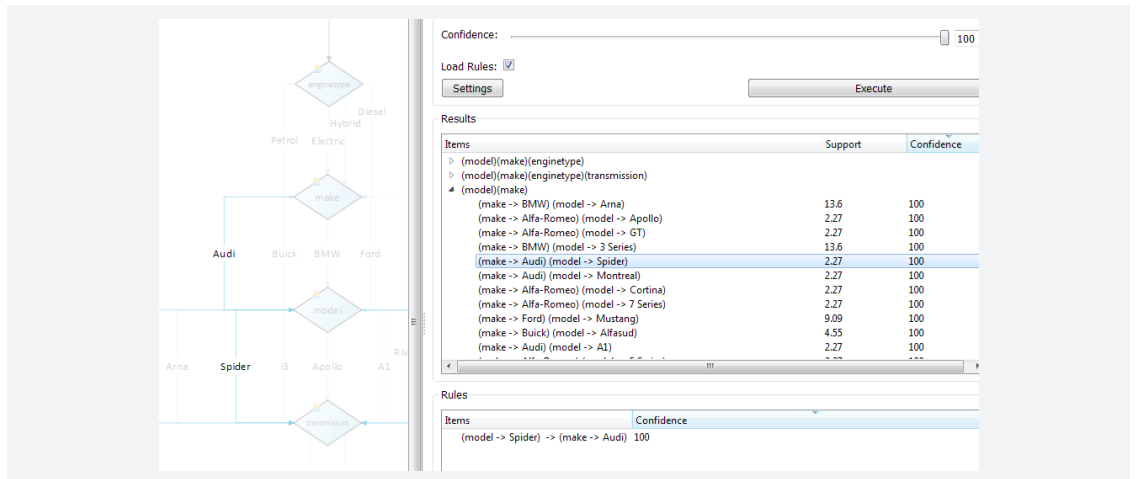 Confidence: 100
Load Rules:
Settings Execute
Results
Items Support Confidence
(model)(make)(enginetype)
(model)(make)(enginetype)(transmission)
(model)(make)
(make -> BMW) (model -> Arna) 13.6 100
(make -> Alfa-Romeo) (model -> Apollo) 2.27 100
(make -> Alfa-Romeo) (model -> GT) 2.27 100
(make -> BMW) (model -> 3 Series) 13.6 100
(make -> Audi) (model -> Spider) 2.27 100
(make -> Audi) (model -> Montreal) 2.27 100
(make -> Alfa-Romeo) (model -> Cortina) 2.27 100
(make -> Alfa-Romeo) (model -> 7 Series) 2.27 100
(make -> Ford) (model -> Mustang) 9.09 100
(make -> Buick) (model -> Alfasud) 4.55 100
(make -> Audi) (model -> A1) 2.27 100
Rules
Items Confidence
(model -> Spider) -> (make -> Audi) 100
enginetype
Diesel
Hybrid
Petrol Electric
make
Audi Buick BMW Ford
model
Riv
Arna Spider i3 Apollo A1
transmission